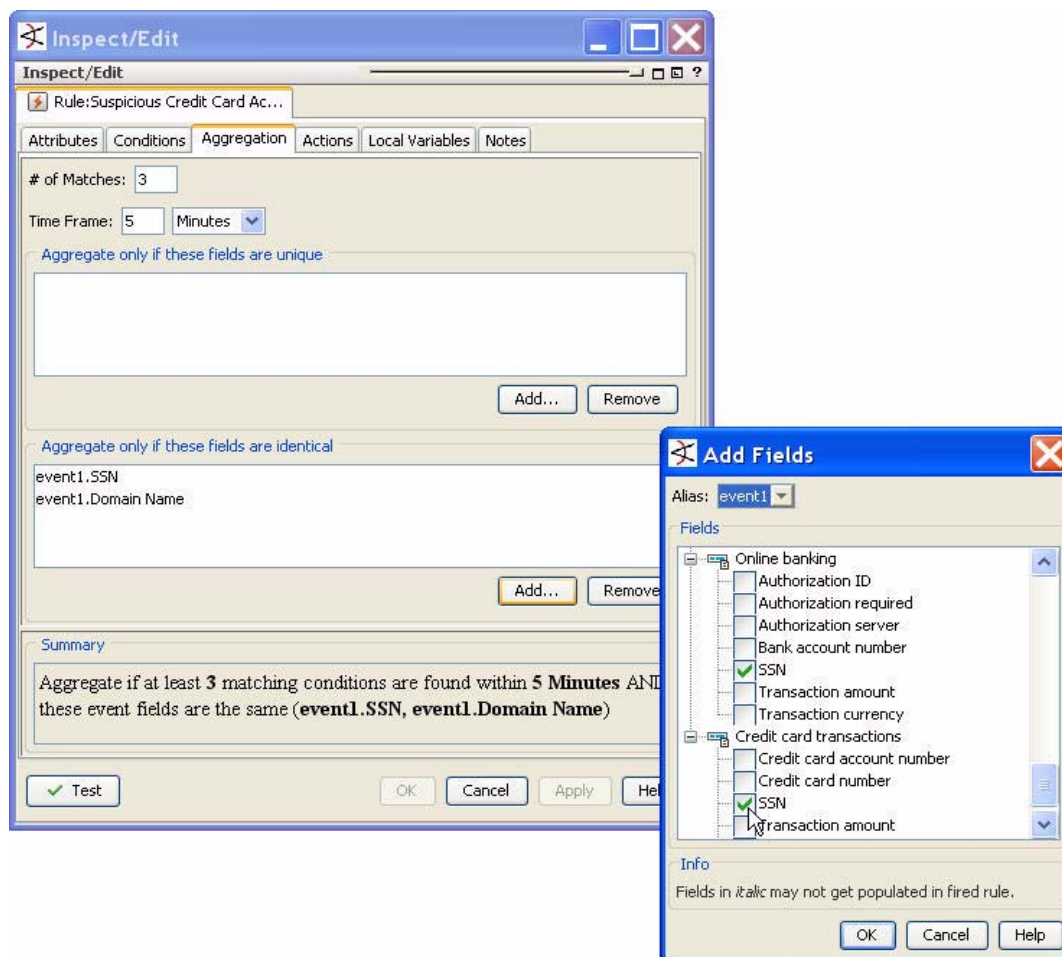 Inspect/Edit
Inspect/Edit
Rule:Suspicious Credit Card Ac...
Attributes Conditions Aggregation Actions Local Variables Notes
# of Matches: 3
Time Frame: 5 Minutes
Aggregate only if these fields are unique
Add... Remove
Aggregate only if these fields are identical
event1.SSN
event1.Domain Name
Add... Remove
Summary
Aggregate if at least 3 matching conditions are found within 5 Minutes AND
these event fields are the same (event1.SSN, event1.Domain Name)
Test OK Cancel Apply Hel
Add Fields
Alias: event1
Fields
Online banking
Authorization ID
Authorization required
Authorization server
Bank account number
SSN
Transaction amount
Transaction currency
Credit card transactions
Credit card account number
Credit card number
SSN
Transaction amount
Info
Fields in italic may not get populated in fired rule.
OK Cancel Help